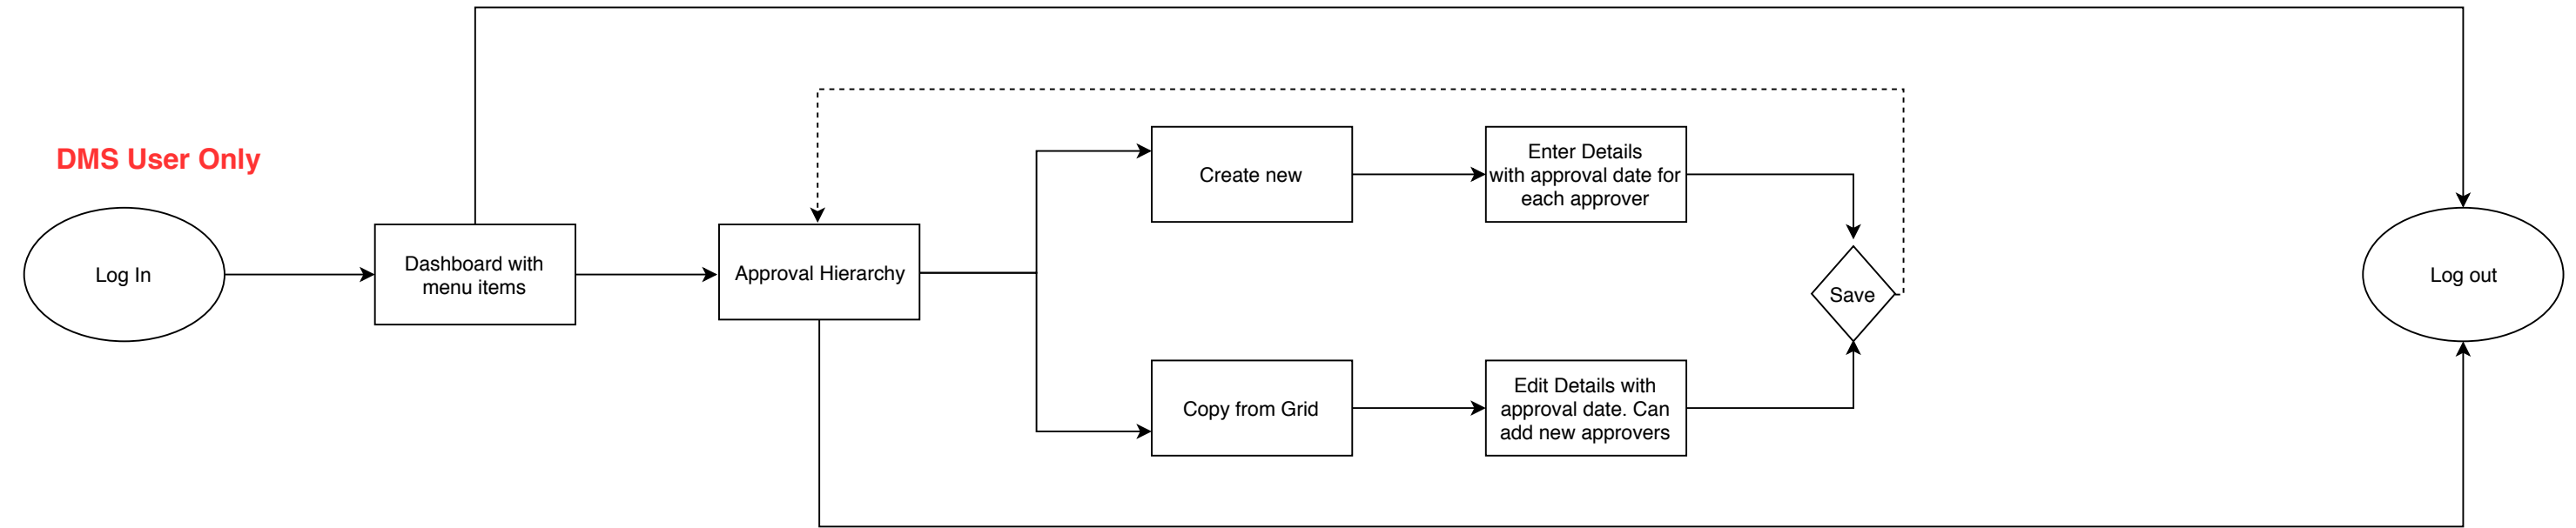 DMS User Only
Log In
Dashboard with
menu items
Approval Hierarchy
Create new
Enter Details
with approval date for
each approver
Copy from Grid
Edit Details with
approval date. Can
add new approvers
Save
Log out